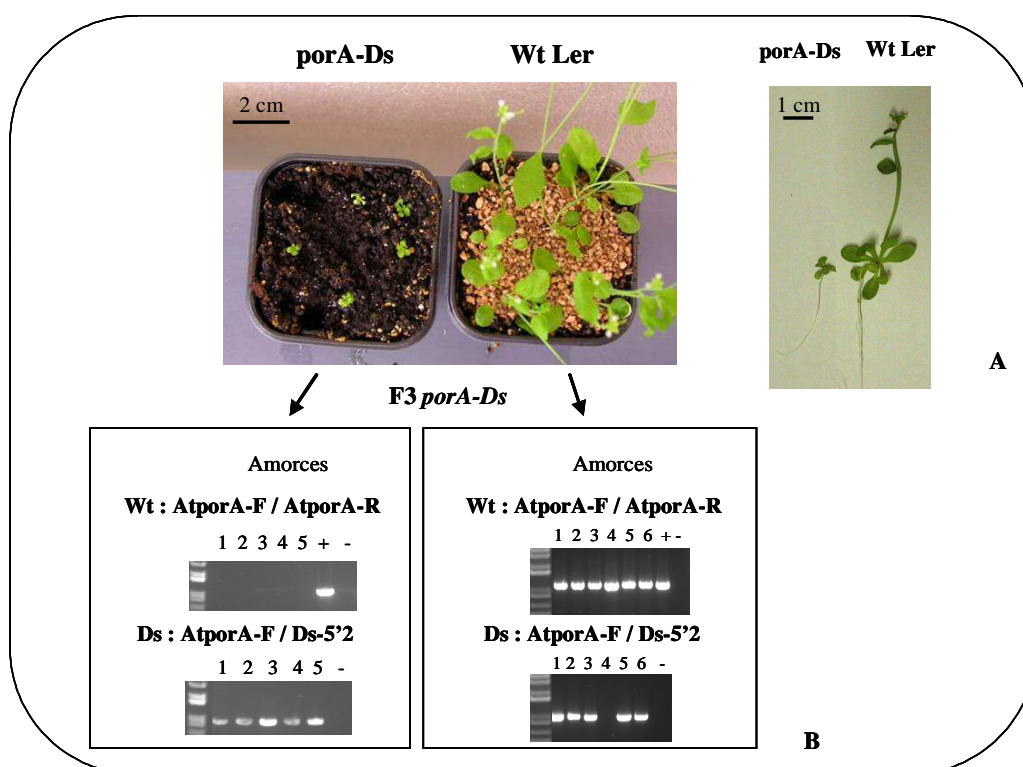 porA-Ds Wt Ler
2 cm
porA-Ds Wt Ler
1 cm
A
F3 porA-Ds
Amorces
Wt : AtporA-F / AtporA-R
1 2 3 4 5 + -
Ds : AtporA-F / Ds-5’2
1 2 3 4 5 -
Amorces
Wt : AtporA-F / AtporA-R
1 2 3 4 5 6 + -
Ds : AtporA-F / Ds-5’2
1 2 3 4 5 6 -
B